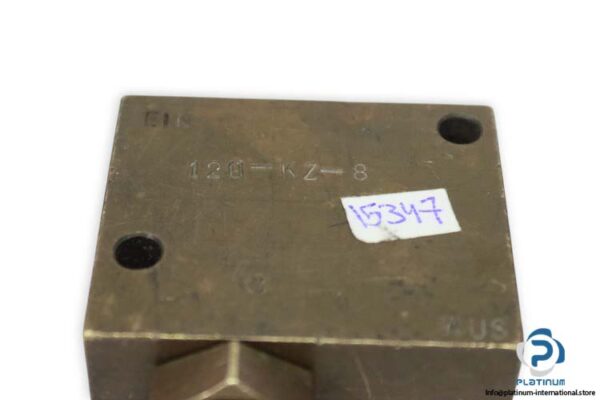 EIN
120-KZ-8
15347
AUS
PLATINUM
info@platinum-international.store